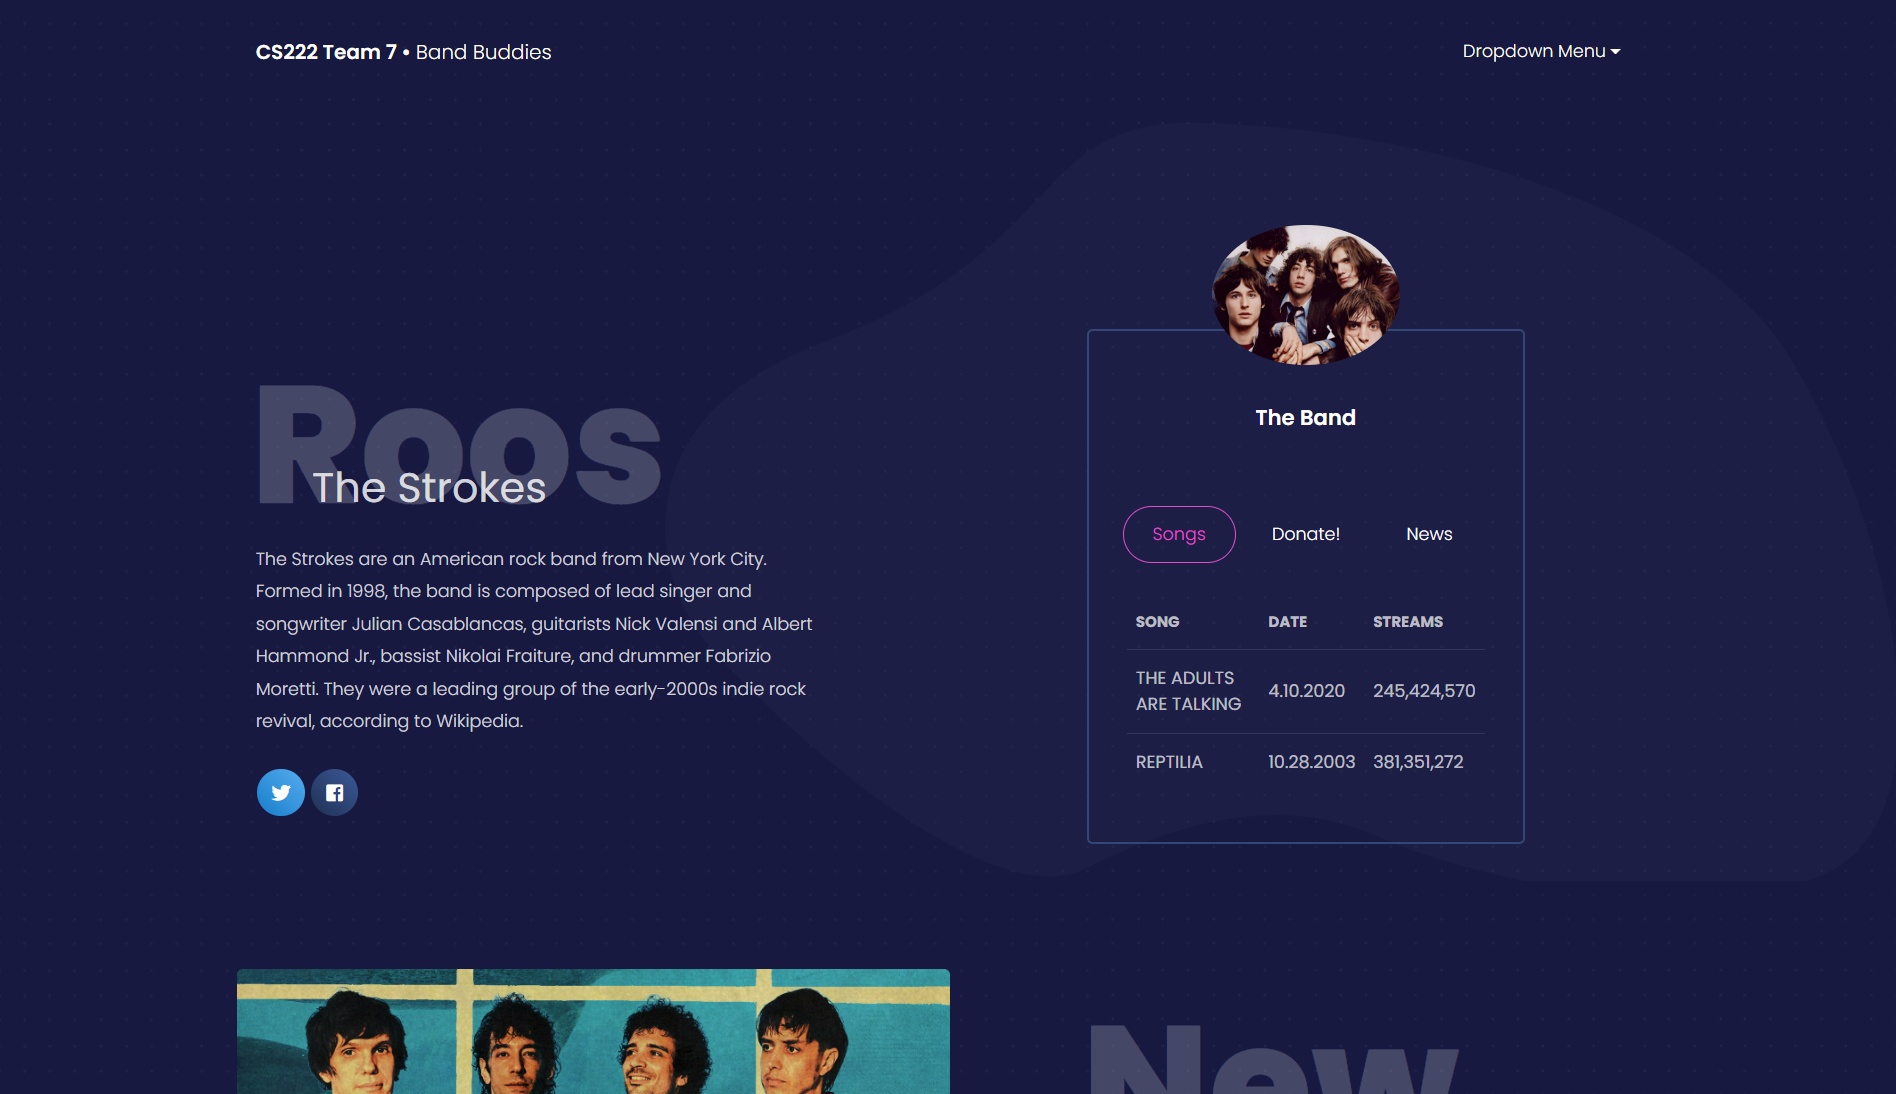 CS222 Team 7 • Band Buddies
Dropdown Menu
Roos
The Strokes
The Strokes are an American rock band from New York City.
Formed in 1998, the band is composed of lead singer and
songwriter Julian Casablancas, guitarists Nick Valensi and Albert
Hammond Jr., bassist Nikolai Fraiture, and drummer Fabrizio
Moretti. They were a leading group of the early-2000s indie rock
revival, according to Wikipedia.
The Band
Songs Donate! News
SONG DATE STREAMS
THE ADULTS
ARE TALKING 4.10.2020 245,424,570
REPTILIA 10.28.2003 381,351,272
New